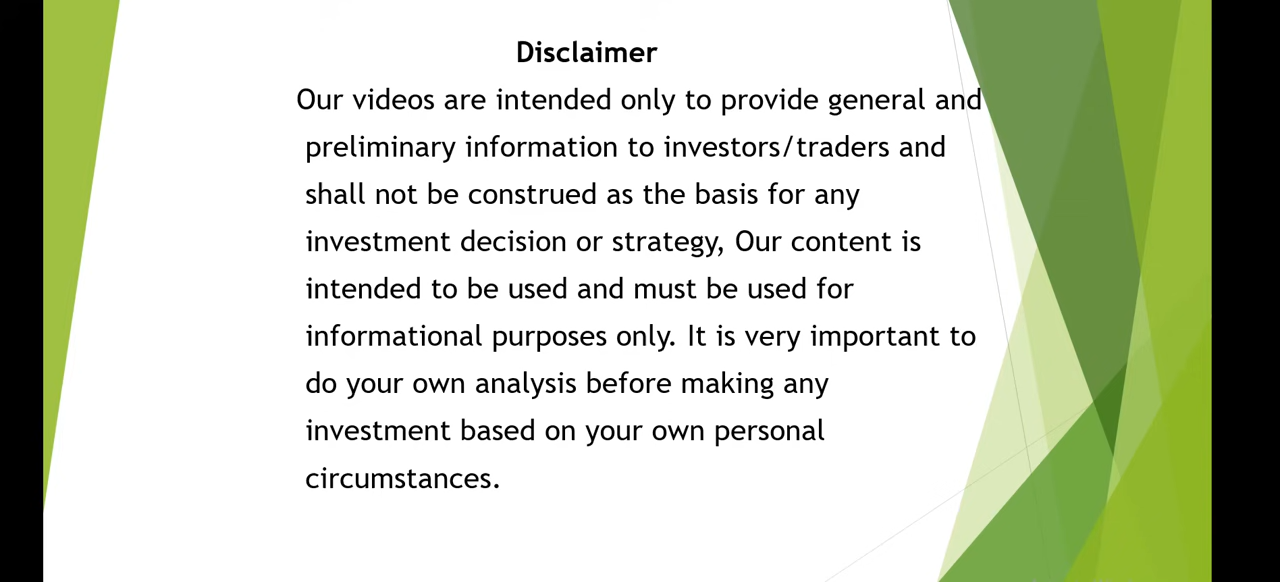 Disclaimer
Our videos are intended only to provide general and
preliminary information to investors/traders and
shall not be construed as the basis for any
investment decision or strategy, Our content is
intended to be used and must be used for
informational purposes only. It is very important to
do your own analysis before making any
investment based on your own personal
circumstances.